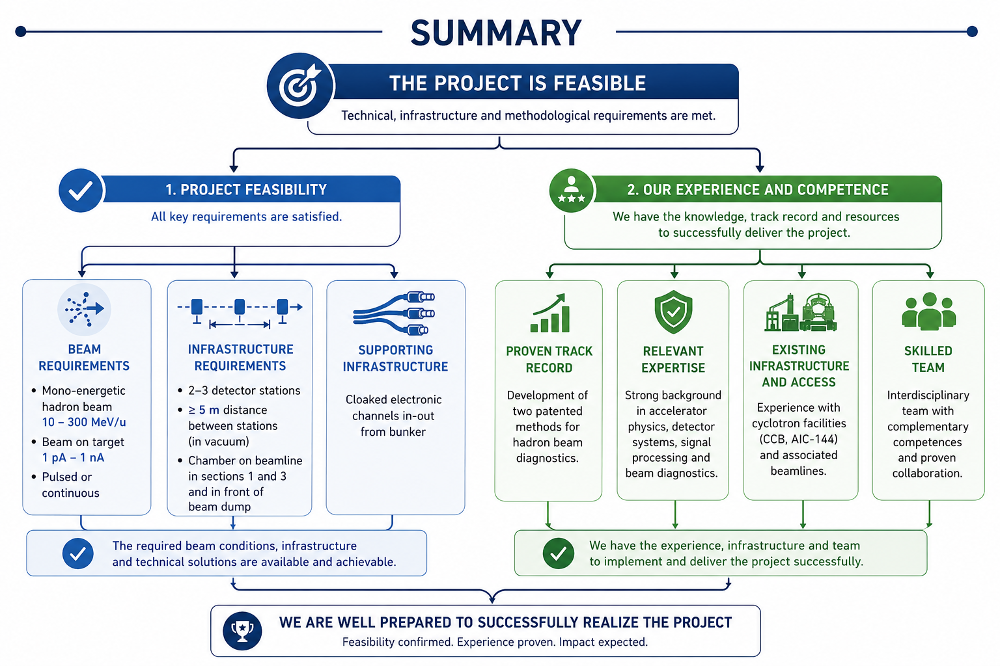 SUMMARY
THE PROJECT IS FEASIBLE
Technical, infrastructure and methodological requirements are met.
1. PROJECT FEASIBILITY
All key requirements are satisfied.
2. OUR EXPERIENCE AND COMPETENCE
We have the knowledge, track record and resources
to successfully deliver the project.
BEAM
REQUIREMENTS
• Mono-energetic
hadron beam
10 – 300 MeV/u
• Beam on target
1 pA – 1 nA
• Pulsed or
continuous
INFRASTRUCTURE
REQUIREMENTS
• 2–3 detector stations
• ≥ 5 m distance
between stations
(in vacuum)
• Chamber on beamline
in sections 1 and 3
and in front of
beam dump
SUPPORTING
INFRASTRUCTURE
Cloaked electronic
channels in-out
from bunker
PROVEN TRACK
RECORD
Development of
two patented
methods for
hadron beam
diagnostics.
RELEVANT
EXPERTISE
Strong background
in accelerator
physics, detector
systems, signal
processing and
beam diagnostics.
EXISTING
INFRASTRUCTURE
AND ACCESS
Experience with
cyclotron facilities
(CCB, AIC-144)
and associated
beamlines.
SKILLED
TEAM
Interdisciplinary
team with
complementary
competences
and proven
collaboration.
The required beam conditions, infrastructure
and technical solutions are available and achievable.
We have the experience, infrastructure and team
to implement and deliver the project successfully.
WE ARE WELL PREPARED TO SUCCESSFULLY REALIZE THE PROJECT
Feasibility confirmed. Experience proven. Impact expected.